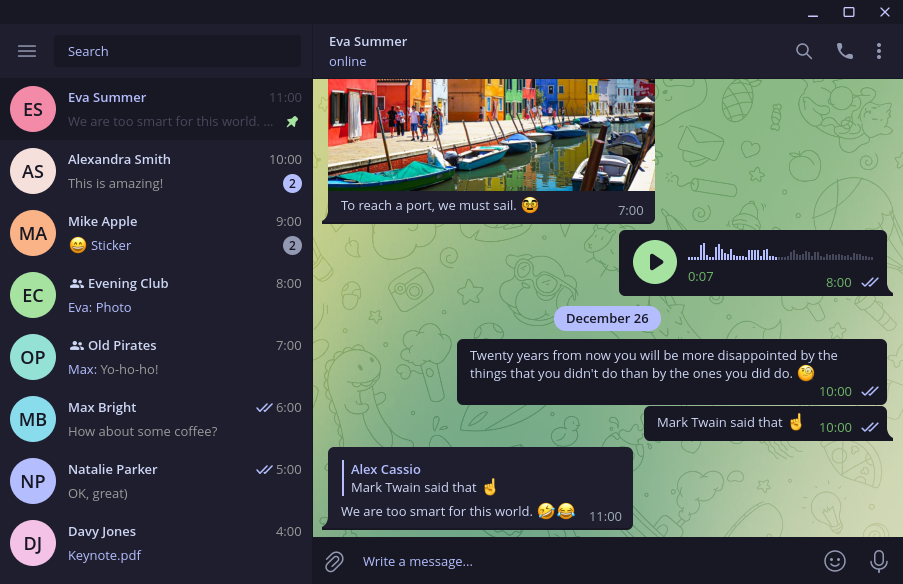 Search
ES
Eva Summer
11:00
We are too smart for this world. ...
AS
Alexandra Smith
10:00
This is amazing!
2
MA
Mike Apple
9:00
😄 Sticker
2
EC
Evening Club
8:00
Eva: Photo
OP
Old Pirates
7:00
Max: Yo-ho-ho!
MB
Max Bright
6:00
How about some coffee?
NP
Natalie Parker
5:00
OK, great)
DJ
Davy Jones
4:00
Keynote.pdf
Eva Summer
online
To reach a port, we must sail. 🥸
7:00
0:07
8:00
December 26
Twenty years from now you will be more disappointed by the
things that you didn't do than by the ones you did do. 🧐
10:00
Mark Twain said that ☝️
10:00
Alex Cassio
Mark Twain said that ☝️
We are too smart for this world. 🤣😂
11:00
Write a message...